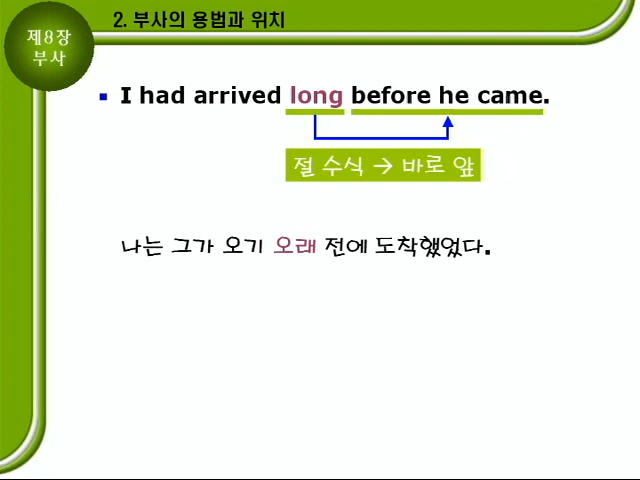 제8장
부사
2. 부사의 용법과 위치
▪ I had arrived long before he came.
절 수식 → 바로 앞
나는 그가 오기 오래 전에 도착했었다.